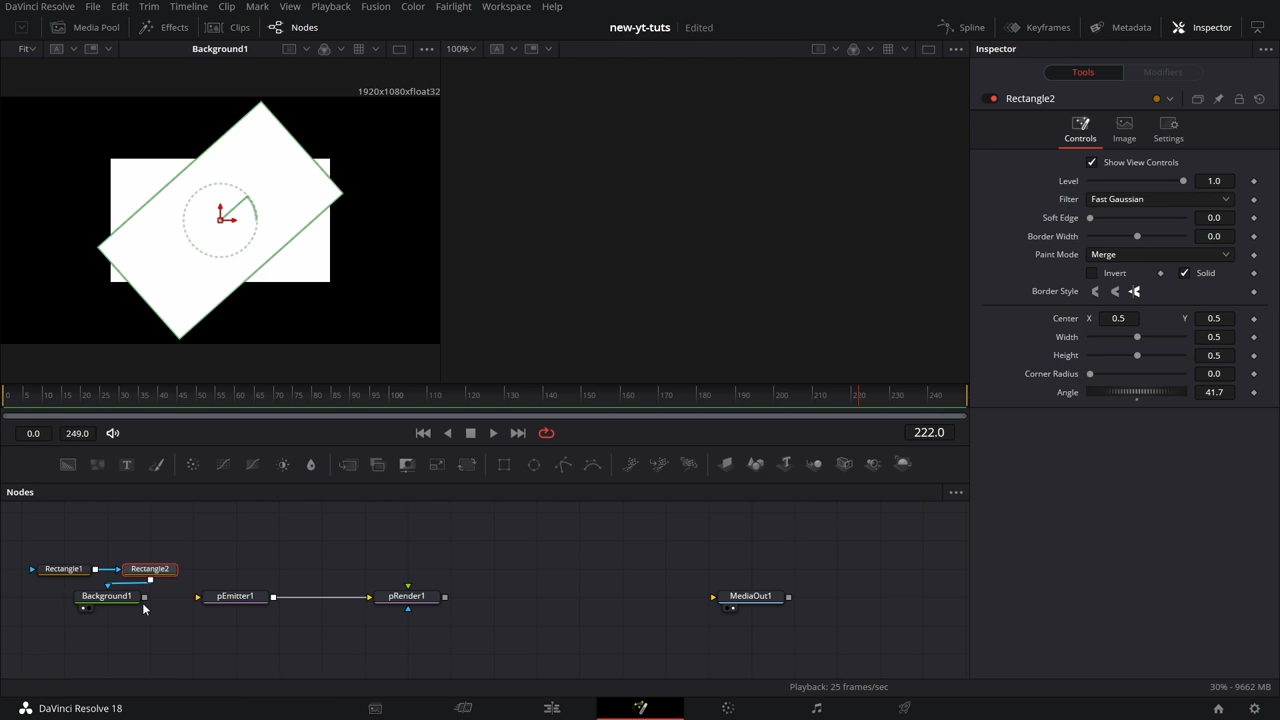 DaVinci Resolve File Edit Trim Timeline Clip Mark View Playback Fusion Color Fairlight Workspace Help
Media Pool Effects Clips Nodes new-yt-tuts Edited Spline Keyframes Metadata Inspector
Fit Background1 100% Inspector
Tools Modifiers
1920x1080xfloat32
Rectangle2
Controls Image Settings
Show View Controls
Level 1.0
Filter Fast Gaussian
Soft Edge 0.0
Border Width 0.0
Paint Mode Merge
Invert Solid
Border Style
Center X 0.5 Y 0.5
Width 0.5
Height 0.5
Corner Radius 0.0
Angle 41.7
0 5 10 15 20 25 30 35 40 45 50 55 60 65 70 75 80 85 90 95 100 110 120 130 140 150 160 170 180 190 200 210 220 230 240
0.0 249.0 222.0
Nodes
Rectangle1 Rectangle2
Background1 pEmitter1 pRender1 MediaOut1
Playback: 25 frames/sec 30% - 9662 MB
DaVinci Resolve 18